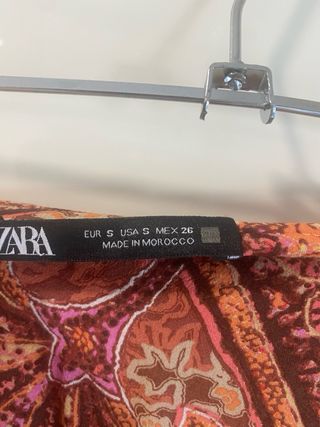 ZARA
EUR S USA S MEX 26
MADE IN MOROCCO